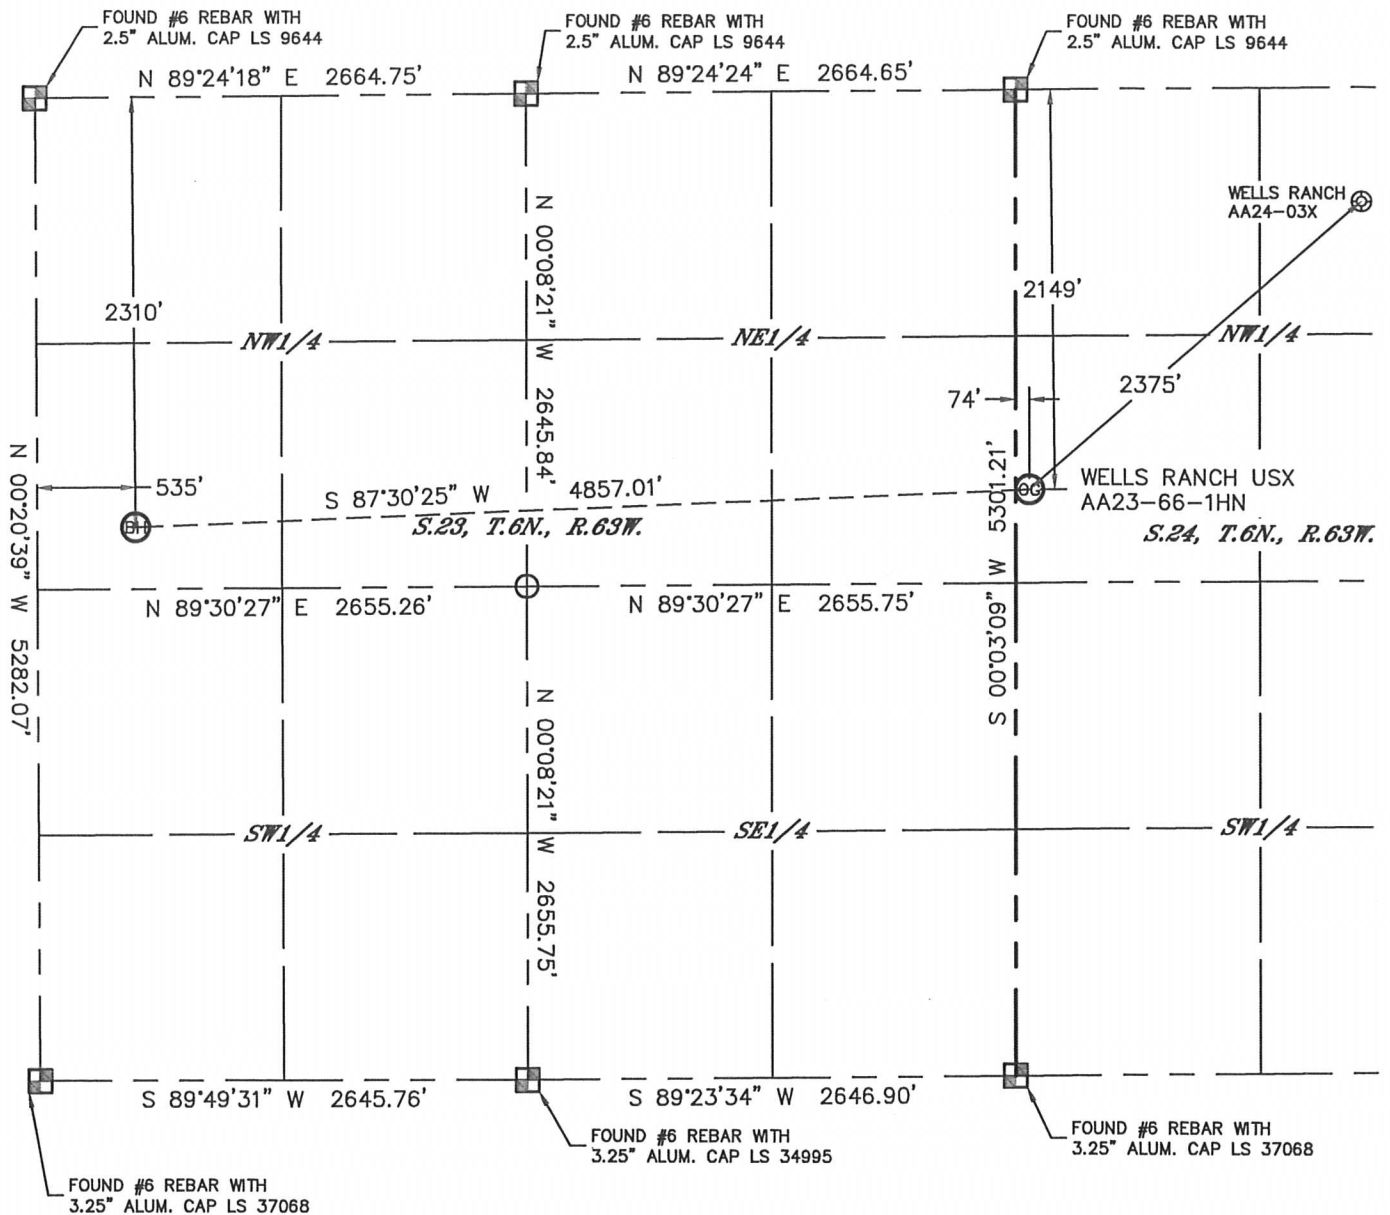 FOUND #6 REBAR WITH
2.5" ALUM. CAP LS 9644
FOUND #6 REBAR WITH
2.5" ALUM. CAP LS 9644
FOUND #6 REBAR WITH
2.5" ALUM. CAP LS 9644
N 89°24'18" E 2664.75'
N 89°24'24" E 2664.65'
WELLS RANCH
AA24-03X
N 00°08'21" W 2645.84'
2310'
2149'
NW1/4
NE1/4
NW1/4
74'
2375'
N 00°20'39" W 5282.07'
535'
S 87°30'25" W 4857.01'
BH
OG
WELLS RANCH USX
AA23-66-1HN
S.23, T.6N., R.63W.
S.24, T.6N., R.63W.
S 00°03'09" W 5301.21'
N 89°30'27" E 2655.26'
N 89°30'27" E 2655.75'
N 00°08'21" W 2655.75'
SW1/4
SE1/4
SW1/4
S 89°49'31" W 2645.76'
S 89°23'34" W 2646.90'
FOUND #6 REBAR WITH
3.25" ALUM. CAP LS 34995
FOUND #6 REBAR WITH
3.25" ALUM. CAP LS 37068
FOUND #6 REBAR WITH
3.25" ALUM. CAP LS 37068